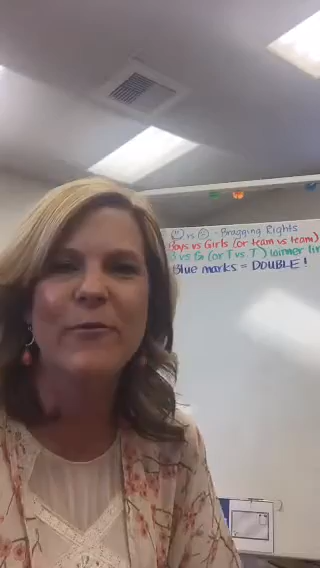 vs - Bragging Rights
Boys vs Girls (or team vs team)
vs G (or T vs. T) winner
Blue marks = DOUBLE!